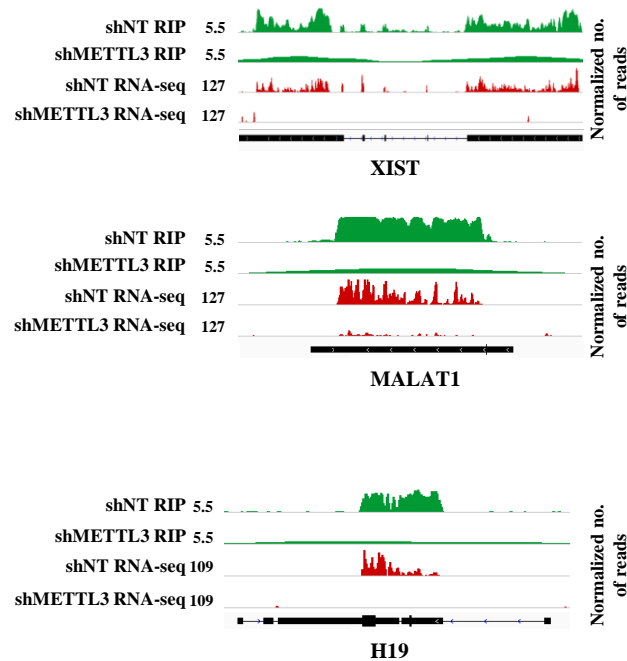 shNT RIP 5.5
shMETTL3 RIP 5.5
shNT RNA-seq 127
shMETTL3 RNA-seq 127
Normalized no.
of reads
XIST
shNT RIP 5.5
shMETTL3 RIP 5.5
shNT RNA-seq 127
shMETTL3 RNA-seq 127
Normalized no.
of reads
MALAT1
shNT RIP 5.5
shMETTL3 RIP 5.5
shNT RNA-seq 109
shMETTL3 RNA-seq 109
Normalized no.
of reads
H19